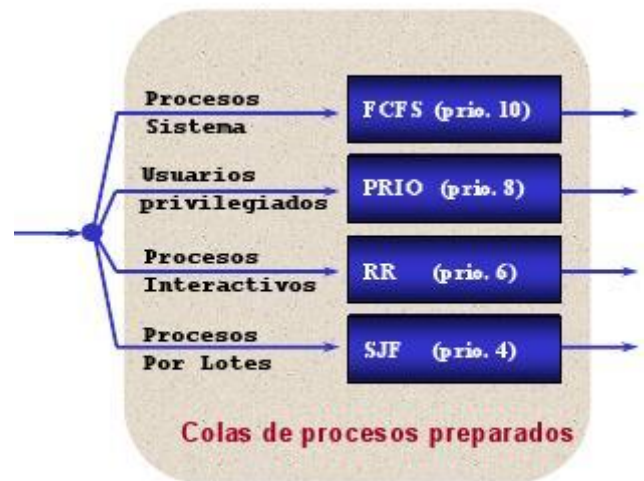 Procesos
Sistema
FCFS (prio. 10)
Usuarios
privilegiados
PRIO (prio. 8)
Procesos
Interactivos
RR (prio. 6)
Procesos
Por Lotes
SJF (prio. 4)
Colas de procesos preparados